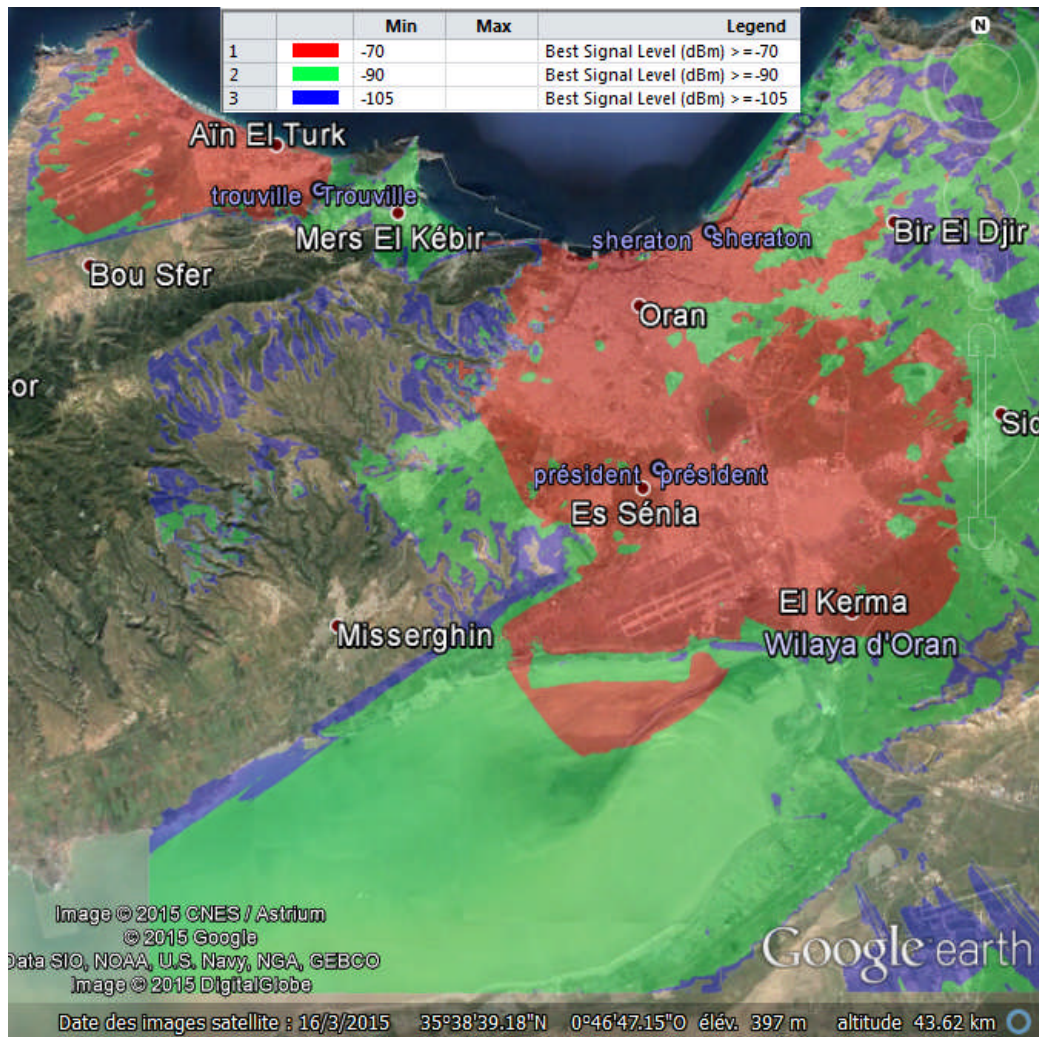 Min Max Legend
1 -70 Best Signal Level (dBm) >=-70
2 -90 Best Signal Level (dBm) >=-90
3 -105 Best Signal Level (dBm) >=-105
N
Aïn El Turk
trouville Trouville
Mers El Kébir
sheraton sheraton
Bir El Djir
Bou Sfer
Oran
or
Sid
président président
Es Sénia
El Kerma
Misserghin
Wilaya d'Oran
Image © 2015 CNES / Astrium
© 2015 Google
Data SIO, NOAA, U.S. Navy, NGA, GEBCO
Image © 2015 DigitalGlobe
Google earth
Date des images satellite : 16/3/2015 35°38'39.18"N 0°46'47.15"O élév. 397 m altitude 43.62 km